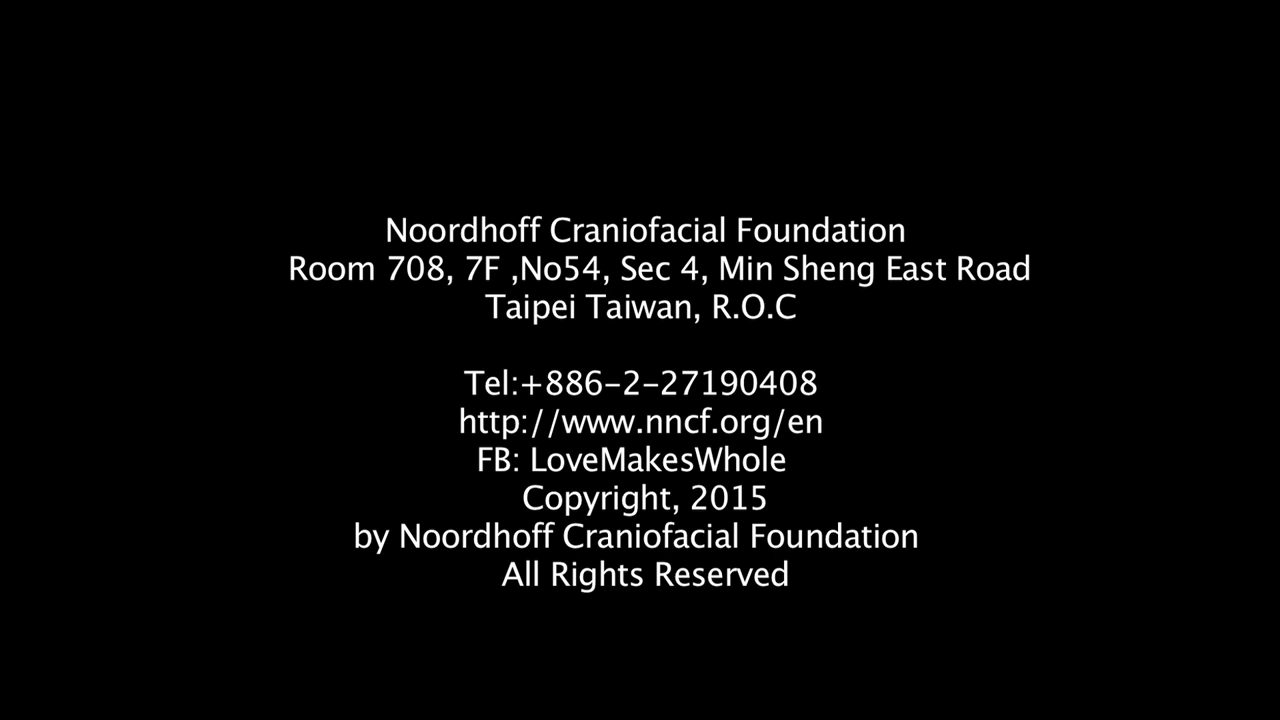 Noordhoff Craniofacial Foundation
Room 708, 7F ,No54, Sec 4, Min Sheng East Road
Taipei Taiwan, R.O.C
Tel:+886-2-27190408
http://www.nncf.org/en
FB: LoveMakesWhole
Copyright, 2015
by Noordhoff Craniofacial Foundation
All Rights Reserved